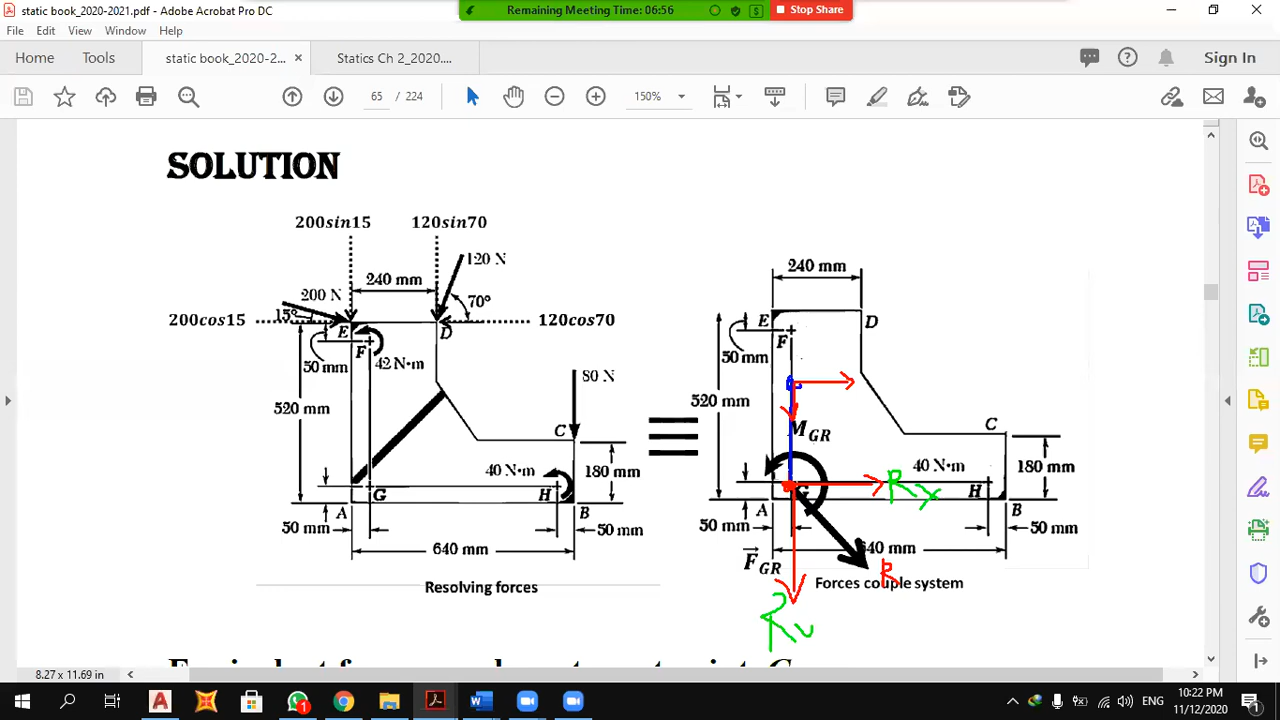 static book_2020-2021.pdf - Adobe Acrobat Pro DC
Remaining Meeting Time: 06:56
Stop Share
File Edit View Window Help
Home Tools static book_2020-2... × Statics Ch 2_2020.... Sign In
65 / 224 150%
SOLUTION
200sin15 120sin70
120 N
240 mm
200 N
15° 70°
200cos15 120cos70
E D
F
42 N·m
50 mm
80 N
520 mm
C
40 N·m
180 mm
G H
A B
50 mm 50 mm
640 mm
Resolving forces
240 mm
E D
F
50 mm
520 mm
M GR
C
40 N·m
180 mm
G Rx H
A B
50 mm 50 mm
640 mm
F GR
R
Forces couple system
8.27 x 11.69 in
ENG
10:22 PM
11/12/2020
1